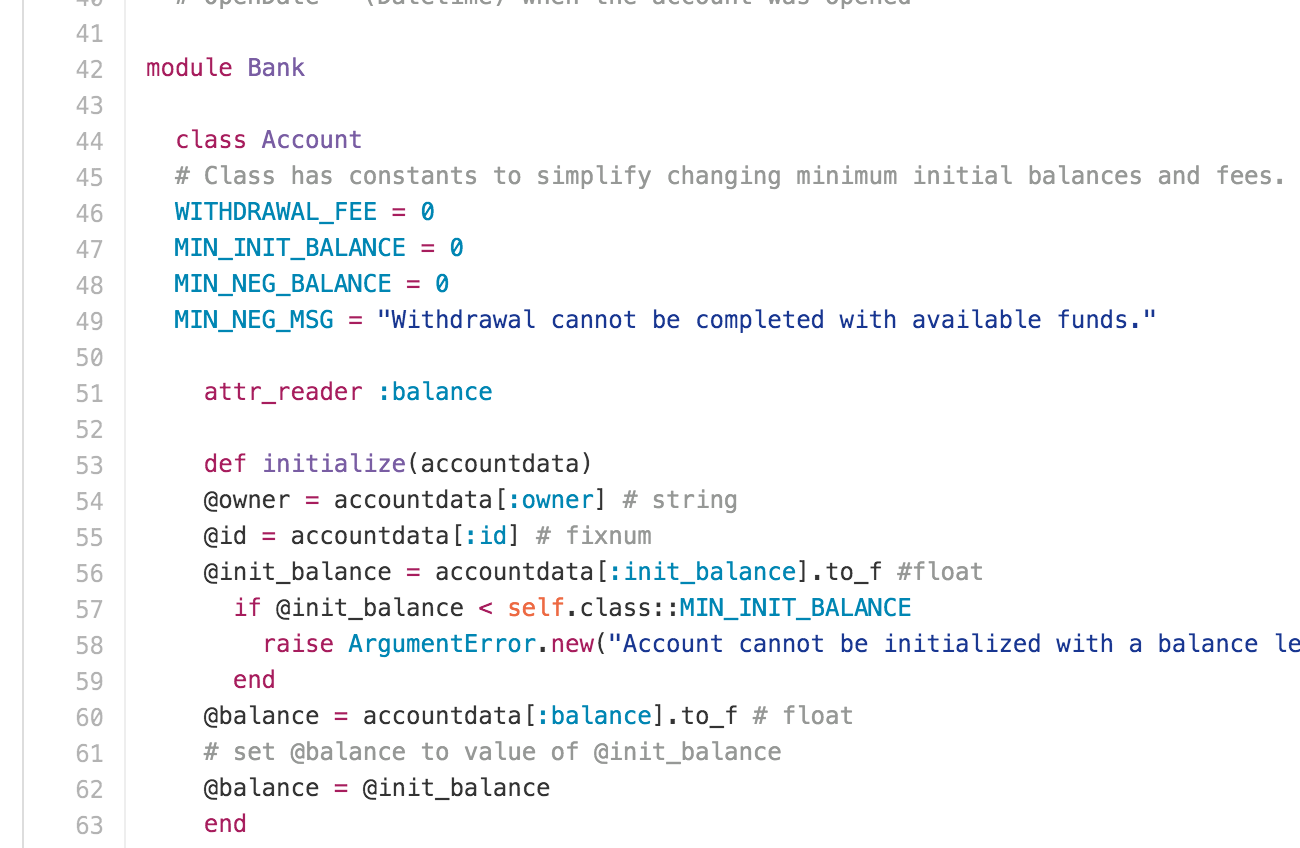 40 # OpenDate - (Datetime) when the account was opened
41
42 module Bank
43
44   class Account
45   # Class has constants to simplify changing minimum initial balances and fees.
46   WITHDRAWAL_FEE = 0
47   MIN_INIT_BALANCE = 0
48   MIN_NEG_BALANCE = 0
49   MIN_NEG_MSG = "Withdrawal cannot be completed with available funds."
50
51     attr_reader :balance
52
53     def initialize(accountdata)
54     @owner = accountdata[:owner] # string
55     @id = accountdata[:id] # fixnum
56     @init_balance = accountdata[:init_balance].to_f #float
57       if @init_balance < self.class::MIN_INIT_BALANCE
58         raise ArgumentError.new("Account cannot be initialized with a balance le
59       end
60     @balance = accountdata[:balance].to_f # float
61     # set @balance to value of @init_balance
62     @balance = @init_balance
63     end